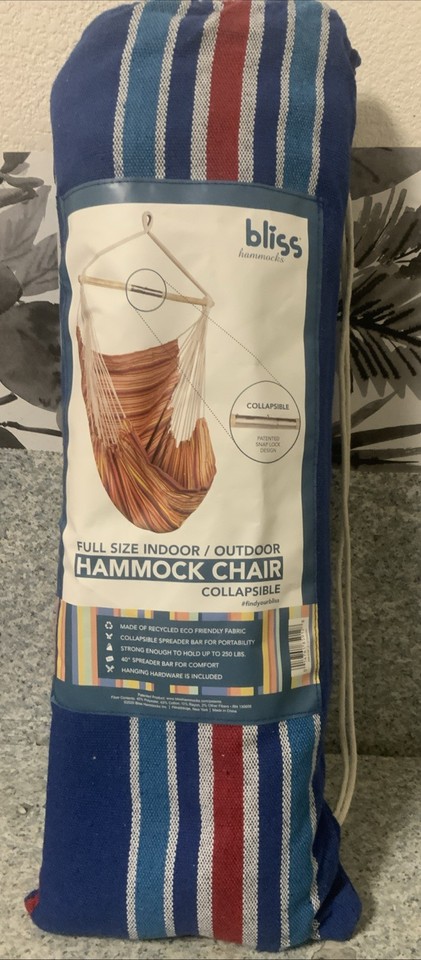 bliss
hammocks
COLLAPSIBLE
PATENTED
SNAP LOCK
DESIGN
FULL SIZE INDOOR / OUTDOOR
HAMMOCK CHAIR
COLLAPSIBLE
#findyourbliss
MADE OF RECYCLED ECO FRIENDLY FABRIC
COLLAPSIBLE SPREADER BAR FOR PORTABILITY
STRONG ENOUGH TO HOLD UP TO 250 LBS.
40" SPREADER BAR FOR COMFORT
HANGING HARDWARE IS INCLUDED